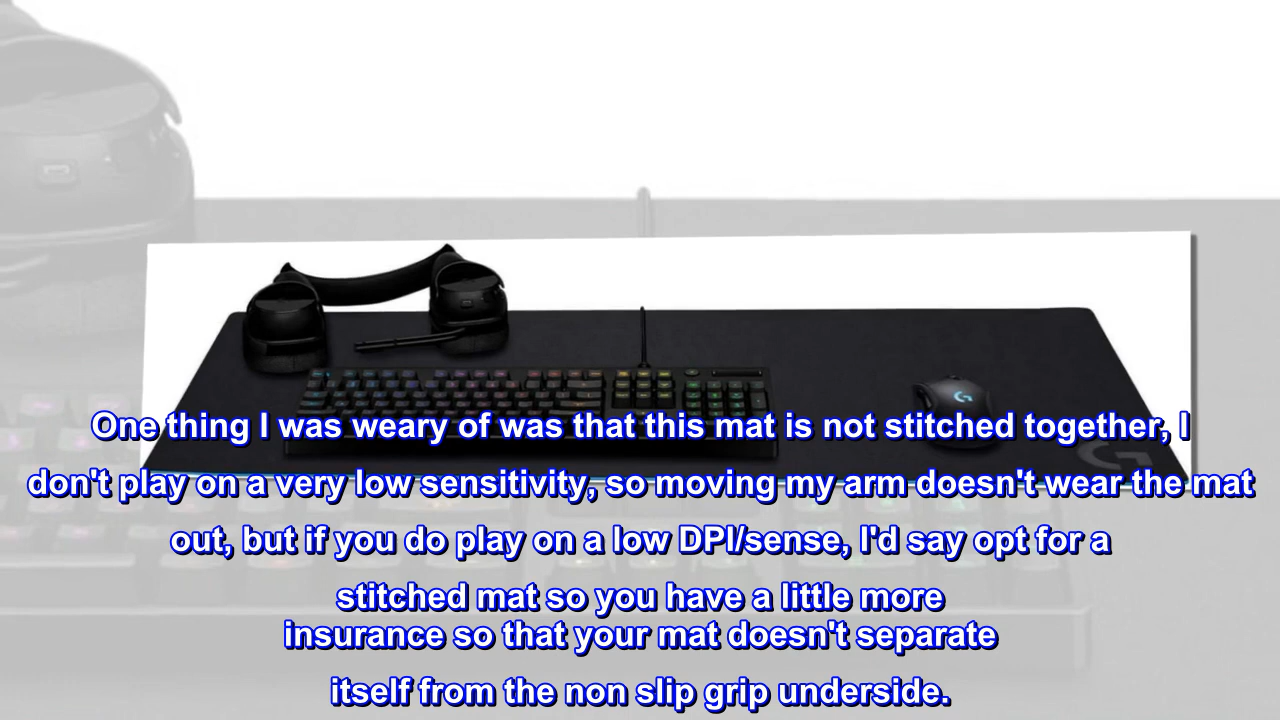 One thing I was weary of was that this mat is not stitched together, I
don't play on a very low sensitivity, so moving my arm doesn't wear the mat
out, but if you do play on a low DPI/sense, I'd say opt for a
stitched mat so you have a little more
insurance so that your mat doesn't separate
itself from the non slip grip underside.